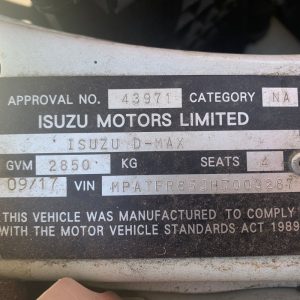 APPROVAL NO. 43971 CATEGORY NA
ISUZU MOTORS LIMITED
ISUZU D-MAX
GVM 2850 KG SEATS 4
09/17 VIN
THIS VEHICLE WAS MANUFACTURED TO COMPLY
WITH THE MOTOR VEHICLE STANDARDS ACT 1989